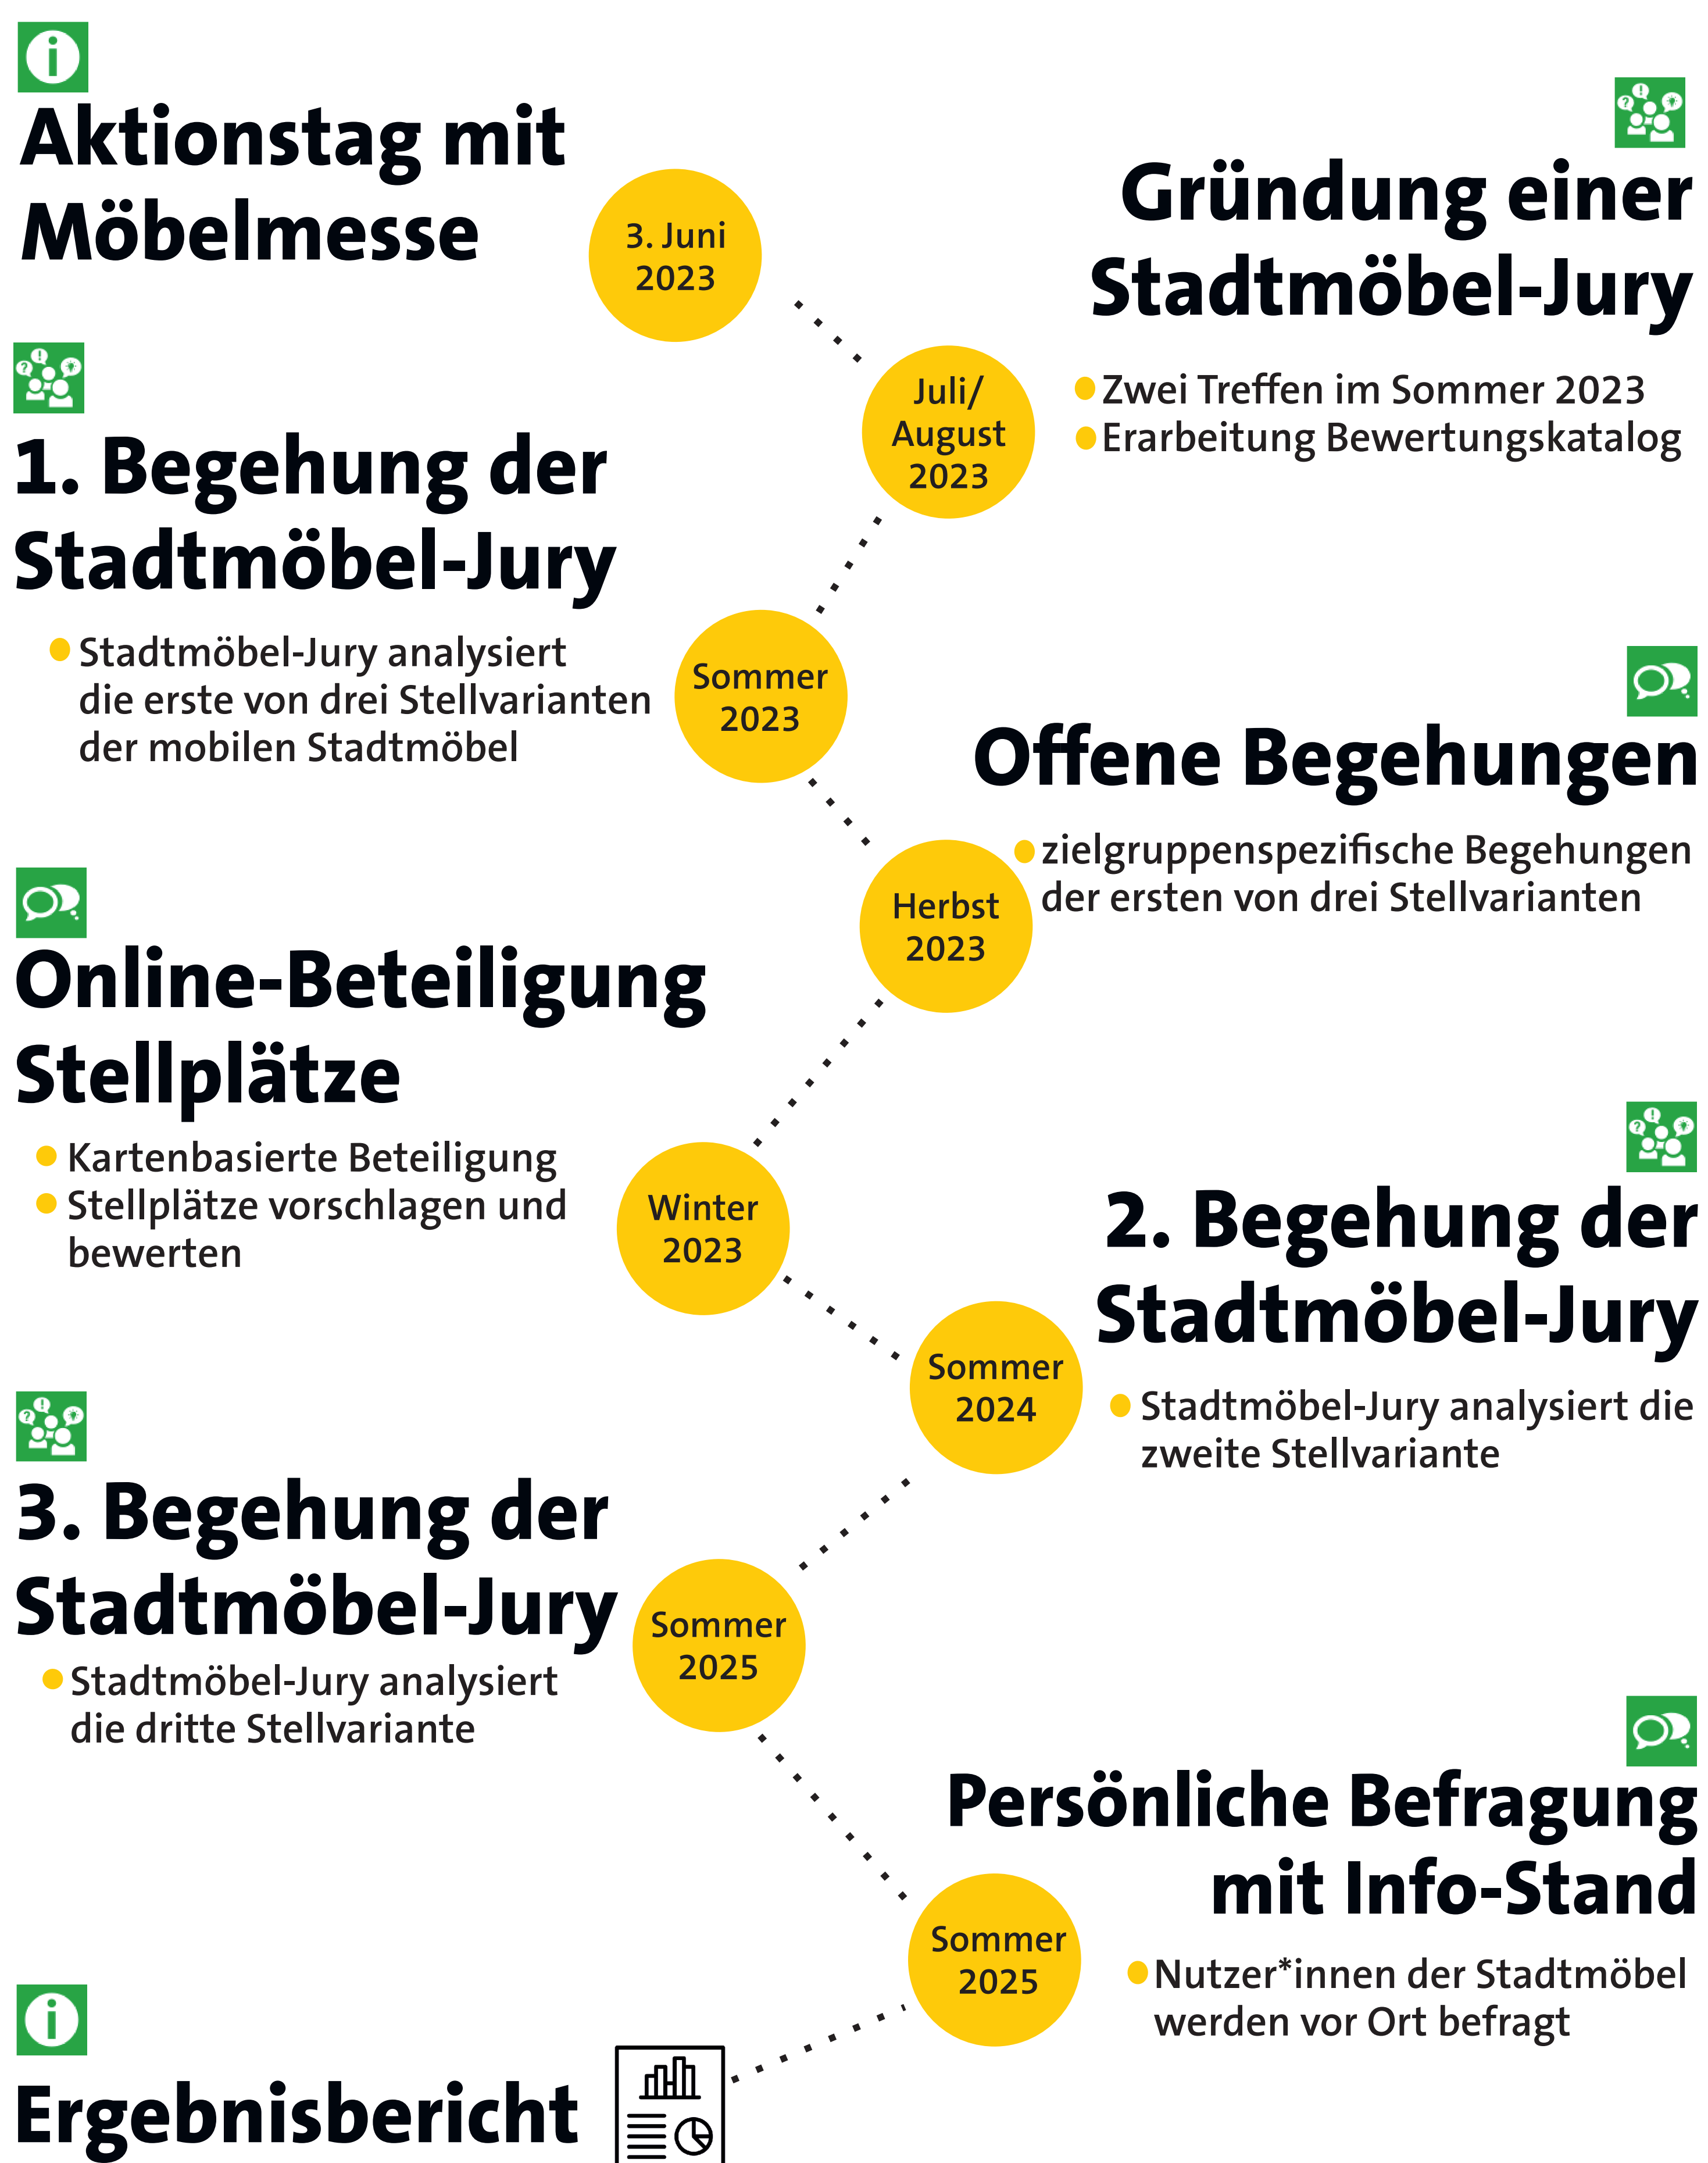 Aktionstag mit
Möbelmesse
3. Juni
2023
Gründung einer
Stadtmöbel-Jury
Zwei Treffen im Sommer 2023
Erarbeitung Bewertungskatalog
Juli/
August
2023
1. Begehung der
Stadtmöbel-Jury
Stadtmöbel-Jury analysiert
die erste von drei Stellvarianten
der mobilen Stadtmöbel
Sommer
2023
Offene Begehungen
zielgruppenspezifische Begehungen
der ersten von drei Stellvarianten
Herbst
2023
Online-Beteiligung
Stellplätze
Kartenbasierte Beteiligung
Stellplätze vorschlagen und
bewerten
Winter
2023
2. Begehung der
Stadtmöbel-Jury
Stadtmöbel-Jury analysiert die
zweite Stellvariante
Sommer
2024
3. Begehung der
Stadtmöbel-Jury
Stadtmöbel-Jury analysiert
die dritte Stellvariante
Sommer
2025
Persönliche Befragung
mit Info-Stand
Nutzer*innen der Stadtmöbel
werden vor Ort befragt
Sommer
2025
Ergebnisbericht